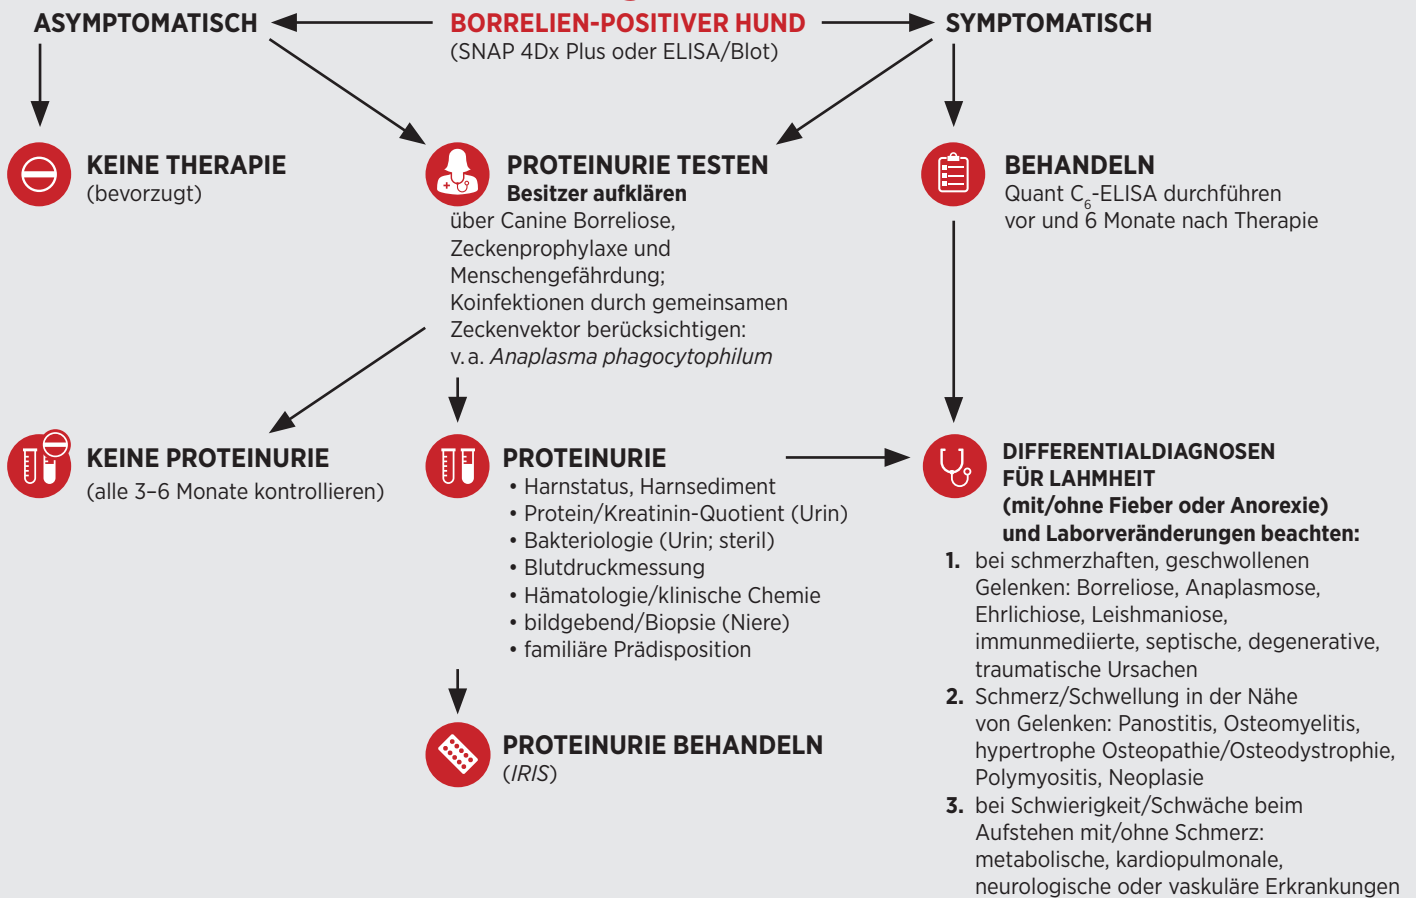 ASYMPTOMATISCH
BORRELIEN-POSITIVER HUND
(SNAP 4Dx Plus oder ELISA/Blot)
SYMPTOMATISCH
KEINE THERAPIE
(bevorzugt)
PROTEINURIE TESTEN
Besitzer aufklären
über Canine Borreliose,
Zeckenprophylaxe und
Menschengefährdung;
Koinfektionen durch gemeinsamen
Zeckenvektor berücksichtigen:
v. a. Anaplasma phagocytophilum
BEHANDELN
Quant C₆-ELISA durchführen
vor und 6 Monate nach Therapie
KEINE PROTEINURIE
(alle 3–6 Monate kontrollieren)
PROTEINURIE
• Harnstatus, Harnsediment
• Protein/Kreatinin-Quotient (Urin)
• Bakteriologie (Urin; steril)
• Blutdruckmessung
• Hämatologie/klinische Chemie
• bildgebend/Biopsie (Niere)
• familiäre Prädisposition
PROTEINURIE BEHANDELN
(IRIS)
DIFFERENTIALDIAGNOSEN
FÜR LAHMHEIT
(mit/ohne Fieber oder Anorexie)
und Laborveränderungen beachten:
1. bei schmerzhaften, geschwollenen
Gelenken: Borreliose, Anaplasmose,
Ehrlichiose, Leishmaniose,
immunmediierte, septische, degenerative,
traumatische Ursachen
2. Schmerz/Schwellung in der Nähe
von Gelenken: Panostitis, Osteomyelitis,
hypertrophe Osteopathie/Osteodystrophie,
Polymyositis, Neoplasie
3. bei Schwierigkeit/Schwäche beim
Aufstehen mit/ohne Schmerz:
metabolische, kardiopulmonale,
neurologische oder vaskuläre Erkrankungen